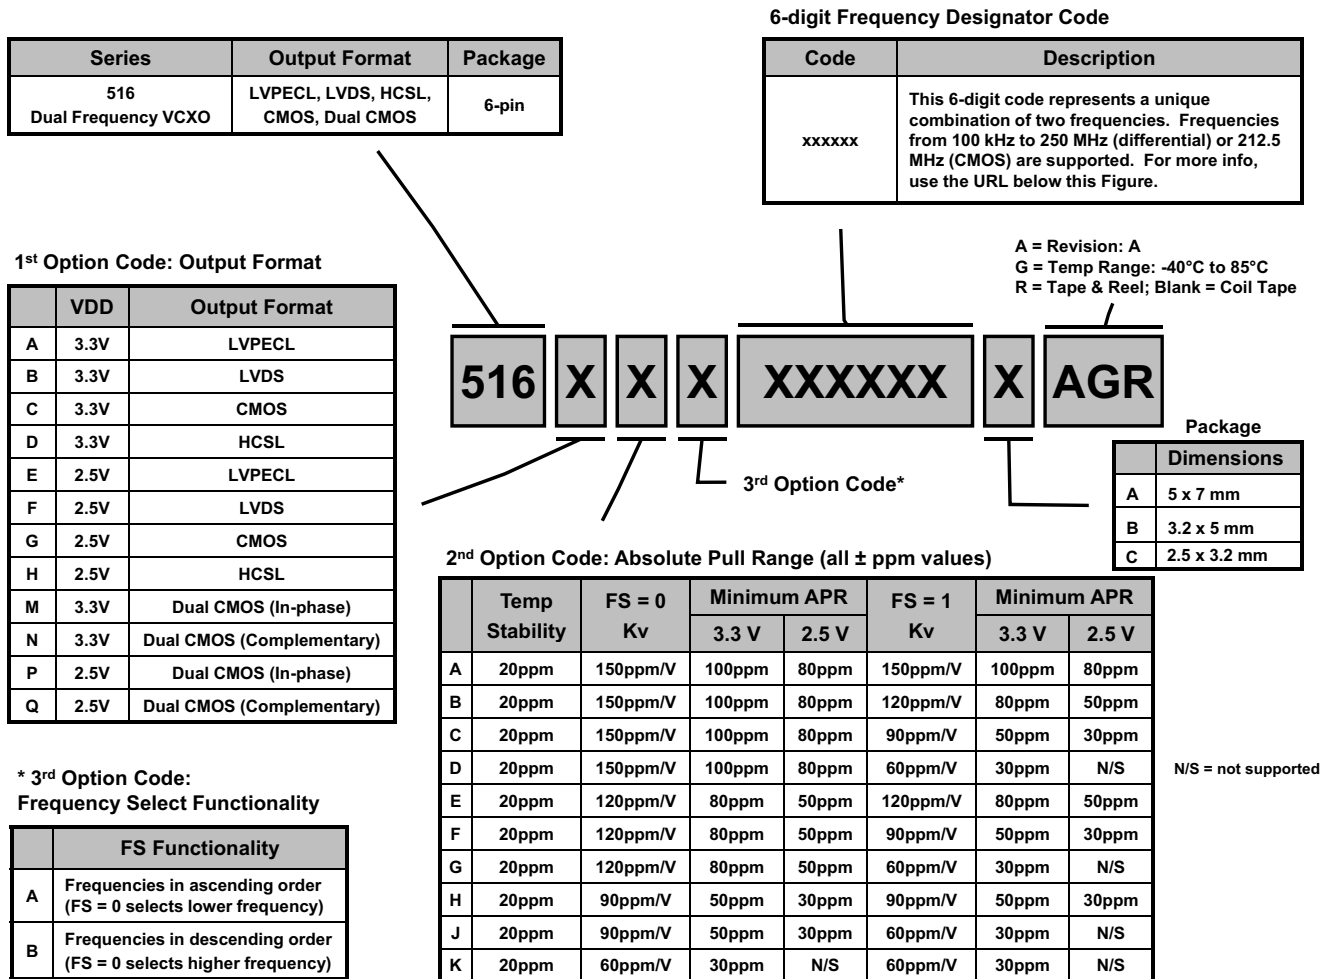 6-digit Frequency Designator Code
Series Output Format Package
516 Dual Frequency VCXO LVPECL, LVDS, HCSL, CMOS, Dual CMOS 6-pin
Code Description
xxxxxx This 6-digit code represents a unique
combination of two frequencies. Frequencies
from 100 kHz to 250 MHz (differential) or 212.5
MHz (CMOS) are supported. For more info,
use the URL below this Figure.
A = Revision: A
G = Temp Range: -40°C to 85°C
R = Tape & Reel; Blank = Coil Tape
1st Option Code: Output Format
VDD Output Format
A 3.3V LVPECL
B 3.3V LVDS
C 3.3V CMOS
D 3.3V HCSL
E 2.5V LVPECL
F 2.5V LVDS
G 2.5V CMOS
H 2.5V HCSL
M 3.3V Dual CMOS (In-phase)
N 3.3V Dual CMOS (Complementary)
P 2.5V Dual CMOS (In-phase)
Q 2.5V Dual CMOS (Complementary)
516 X X X XXXXXX X AGR
3rd Option Code*
Package
Dimensions
A 5 x 7 mm
B 3.2 x 5 mm
C 2.5 x 3.2 mm
2nd Option Code: Absolute Pull Range (all ± ppm values)
Temp Stability FS = 0 Kv Minimum APR FS = 1 Kv Minimum APR
3.3 V 2.5 V 3.3 V 2.5 V
A 20ppm 150ppm/V 100ppm 80ppm 150ppm/V 100ppm 80ppm
B 20ppm 150ppm/V 100ppm 80ppm 120ppm/V 80ppm 50ppm
C 20ppm 150ppm/V 100ppm 80ppm 90ppm/V 50ppm 30ppm
D 20ppm 150ppm/V 100ppm 80ppm 60ppm/V 30ppm N/S
E 20ppm 120ppm/V 80ppm 50ppm 120ppm/V 80ppm 50ppm
F 20ppm 120ppm/V 80ppm 50ppm 90ppm/V 50ppm 30ppm
G 20ppm 120ppm/V 80ppm 50ppm 60ppm/V 30ppm N/S
H 20ppm 90ppm/V 50ppm 30ppm 90ppm/V 50ppm 30ppm
J 20ppm 90ppm/V 50ppm 30ppm 60ppm/V 30ppm N/S
K 20ppm 60ppm/V 30ppm N/S 60ppm/V 30ppm N/S
N/S = not supported
* 3rd Option Code:
Frequency Select Functionality
FS Functionality
A Frequencies in ascending order
(FS = 0 selects lower frequency)
B Frequencies in descending order
(FS = 0 selects higher frequency)